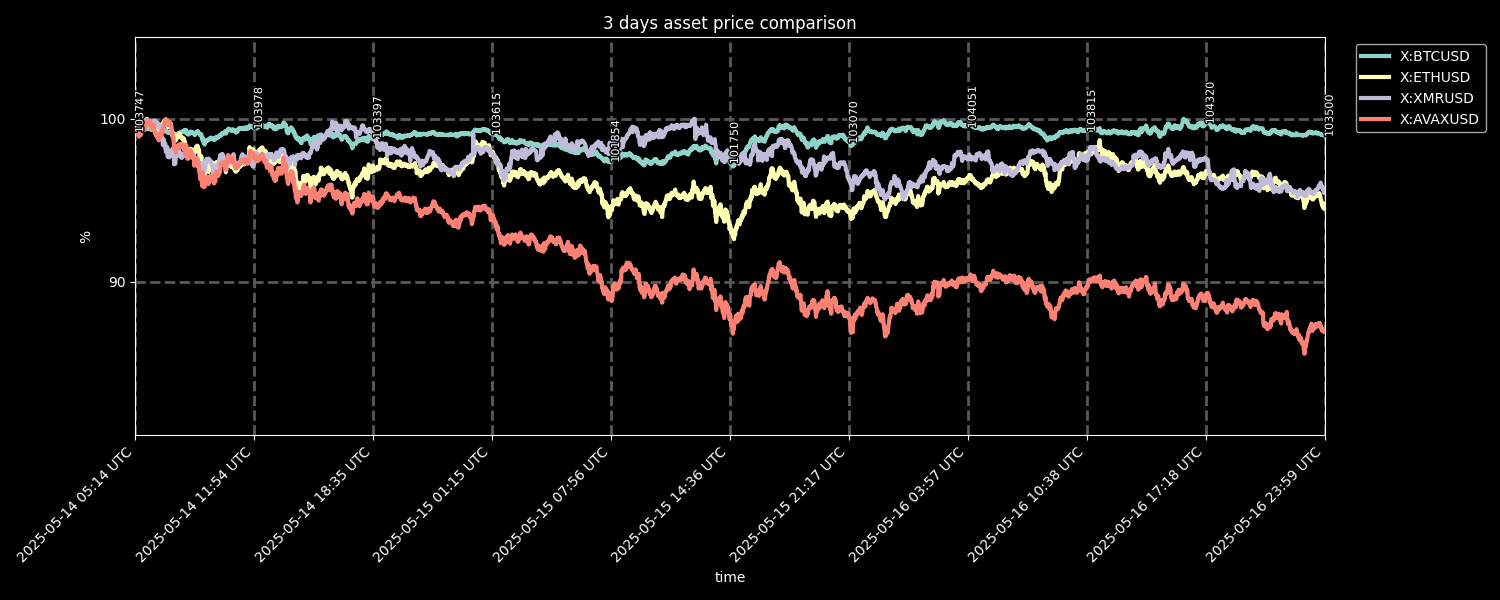 3 days asset price comparison
X:BTCUSD
X:ETHUSD
X:XMRUSD
X:AVAXUSD
%
100
90
103747
103978
103397
103615
101854
101750
103070
104051
103815
104320
103500
2025-05-14 05:14 UTC
2025-05-14 11:54 UTC
2025-05-14 18:35 UTC
2025-05-15 01:15 UTC
2025-05-15 07:56 UTC
2025-05-15 14:36 UTC
2025-05-15 21:17 UTC
2025-05-16 03:57 UTC
2025-05-16 10:38 UTC
2025-05-16 17:18 UTC
2025-05-16 23:59 UTC
time